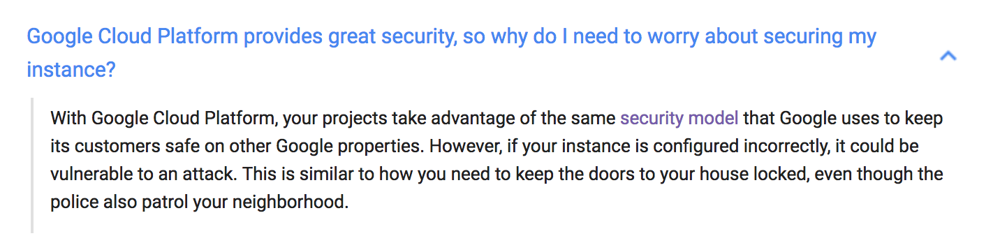 Google Cloud Platform provides great security, so why do I need to worry about securing my
instance?
With Google Cloud Platform, your projects take advantage of the same security model that Google uses to keep
its customers safe on other Google properties. However, if your instance is configured incorrectly, it could be
vulnerable to an attack. This is similar to how you need to keep the doors to your house locked, even though the
police also patrol your neighborhood.